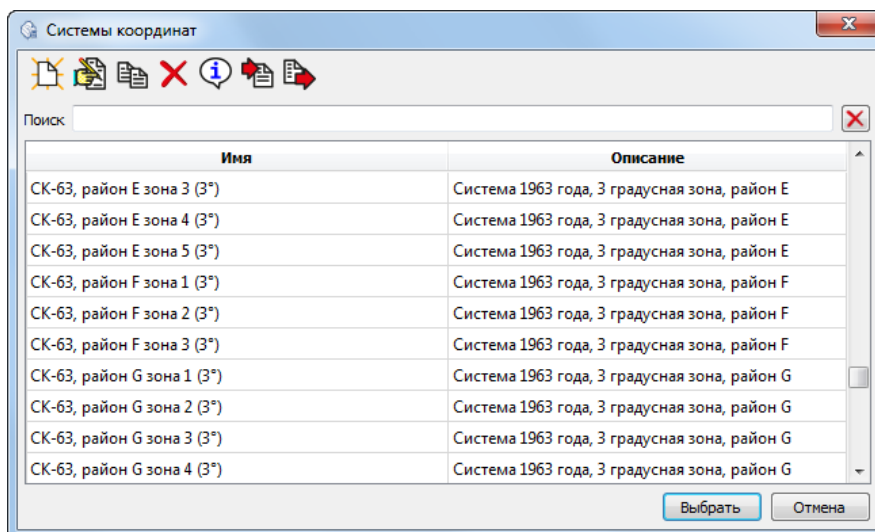 Системы координат
Поиск
Имя Описание
СК-63, район E зона 3 (3°) Система 1963 года, 3 градусная зона, район E
СК-63, район E зона 4 (3°) Система 1963 года, 3 градусная зона, район E
СК-63, район E зона 5 (3°) Система 1963 года, 3 градусная зона, район E
СК-63, район F зона 1 (3°) Система 1963 года, 3 градусная зона, район F
СК-63, район F зона 2 (3°) Система 1963 года, 3 градусная зона, район F
СК-63, район F зона 3 (3°) Система 1963 года, 3 градусная зона, район F
СК-63, район G зона 1 (3°) Система 1963 года, 3 градусная зона, район G
СК-63, район G зона 2 (3°) Система 1963 года, 3 градусная зона, район G
СК-63, район G зона 3 (3°) Система 1963 года, 3 градусная зона, район G
СК-63, район G зона 4 (3°) Система 1963 года, 3 градусная зона, район G
Выбрать Отмена